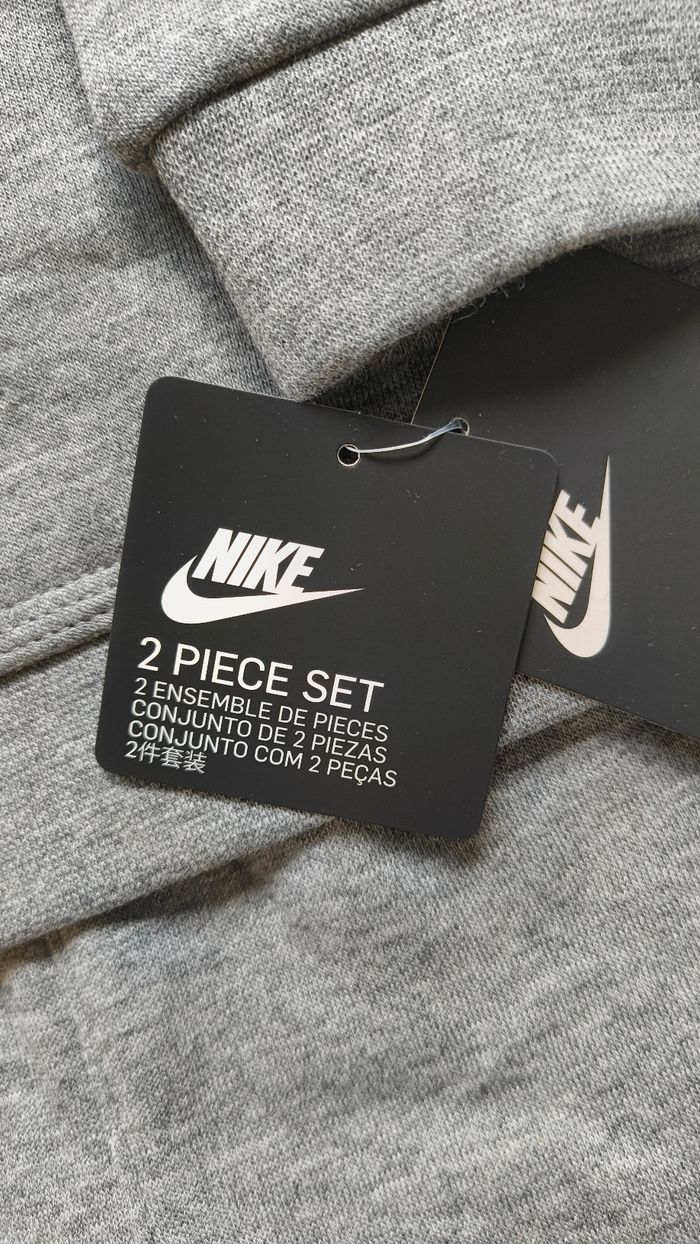 NIKE
2 PIECE SET
2 ENSEMBLE DE PIECES
CONJUNTO DE 2 PIEZAS
CONJUNTO COM 2 PEÇAS
2件套装
NIKE